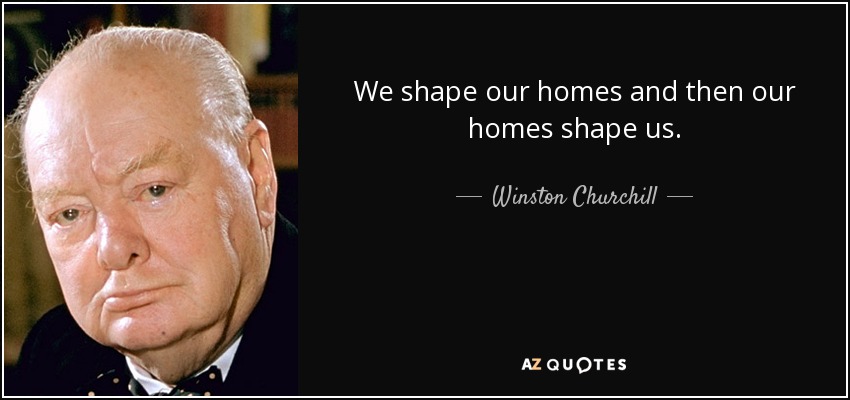 We shape our homes and then our
homes shape us.
Winston Churchill
AZ QUOTES